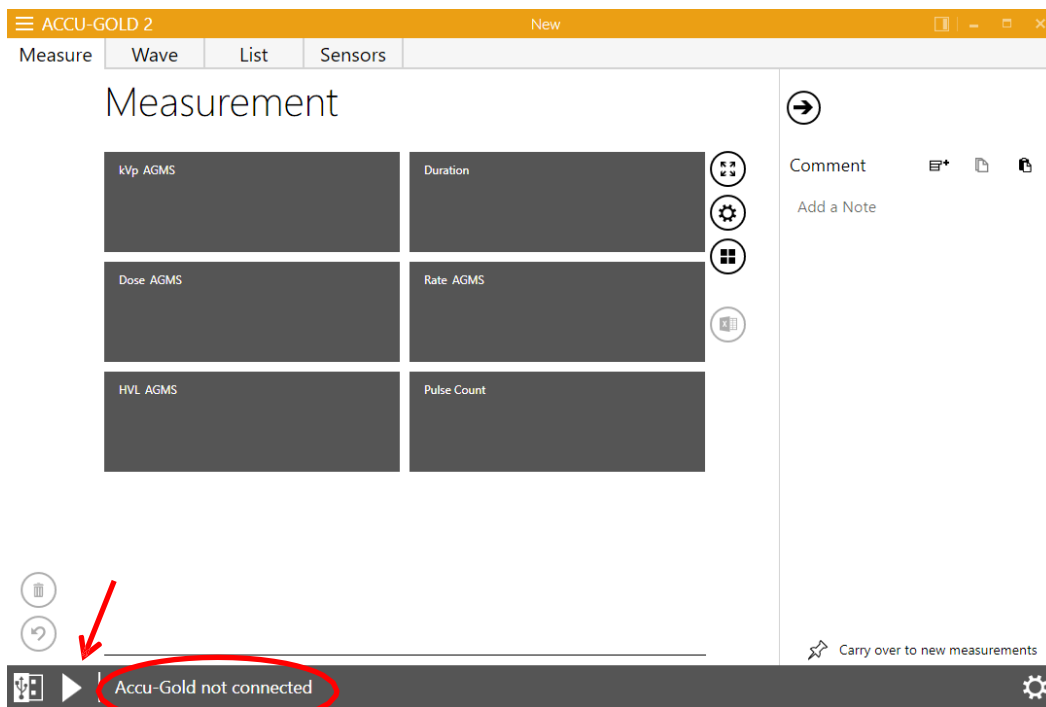 ACCU-GOLD 2
New
Measure
Wave
List
Sensors
Measurement
kVp AGMS
Duration
Dose AGMS
Rate AGMS
HVL AGMS
Pulse Count
Comment
Add a Note
Carry over to new measurements
Accu-Gold not connected